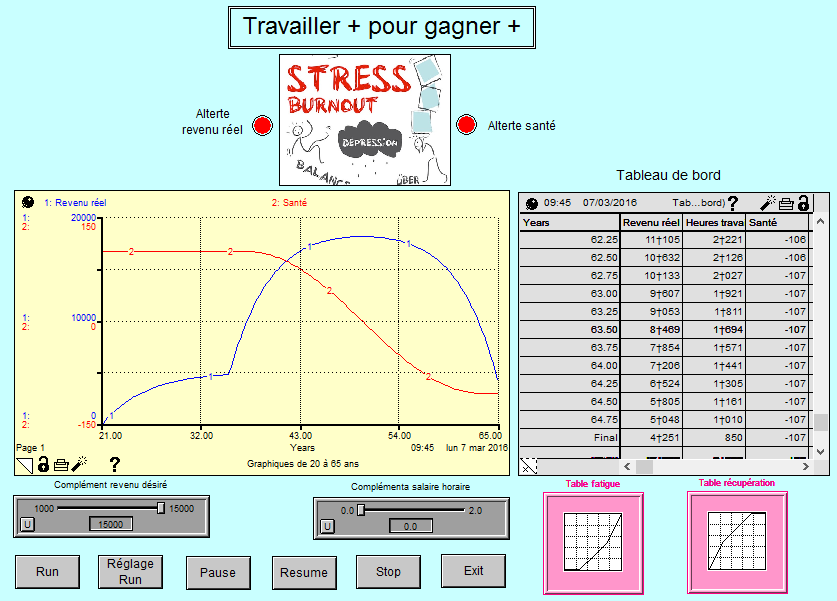 Travailler + pour gagner +
STRESS
BURNOUT
DEPRESSION
BALANCE
ÜBER
Alterte
revenu réel
Alterte santé
1: Revenu réel
2: Santé
1:
2:
20000
150
1:
2:
10000
0
1:
2:
0
-150
1
1
1
1
2
2
2
2
21.00
32.00
43.00
54.00
65.00
Page 1
Years
09:45
lun 7 mar 2016
Graphiques de 20 à 65 ans
?
Tableau de bord
09:45
07/03/2016
Tab...bord)
?
Years Revenu réel Heures trava Santé
62.25 11†105 2†221 -106
62.50 10†632 2†126 -106
62.75 10†133 2†027 -107
63.00 9†607 1†921 -107
63.25 9†053 1†811 -107
63.50 8†469 1†694 -107
63.75 7†854 1†571 -107
64.00 7†206 1†441 -107
64.25 6†524 1†305 -107
64.50 5†805 1†161 -107
64.75 5†048 1†010 -107
Final 4†251 850 -107
Complément revenu désiré
1000
15000
U
15000
Complémenta salaire horaire
0.0
2.0
U
0.0
Table fatigue
Table récupération
Run
Réglage
Run
Pause
Resume
Stop
Exit